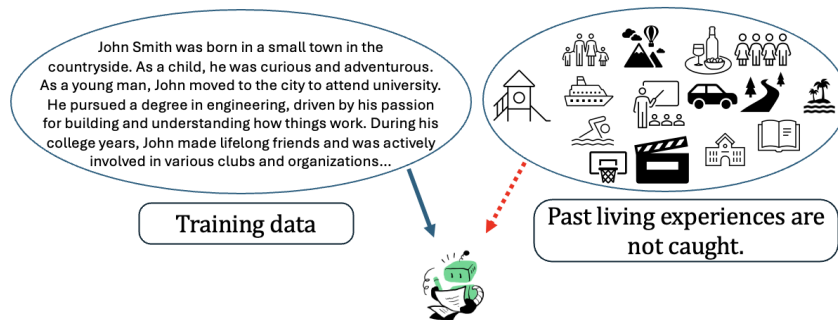 John Smith was born in a small town in the
countryside. As a child, he was curious and adventurous.
As a young man, John moved to the city to attend university.
He pursued a degree in engineering, driven by his passion
for building and understanding how things work. During his
college years, John made lifelong friends and was actively
involved in various clubs and organizations...
Training data
Past living experiences are
not caught.